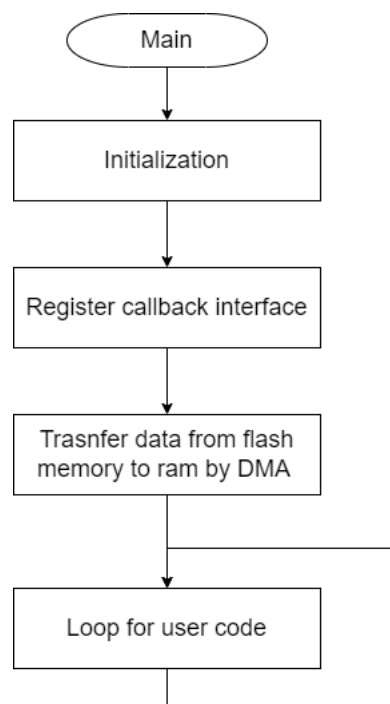 Main
Initialization
Register callback interface
Trasnfer data from flash
memory to ram by DMA
Loop for user code